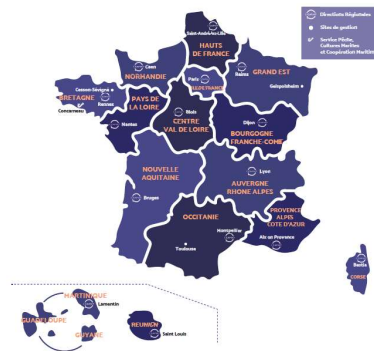 Directions Régionales
Sites de gestion
Service Pêche,
Cultures Marines
et Coopération Maritime
Saint-André-lez-Lille
HAUTS
DE FRANCE
Caen
NORMANDIE
Paris
ILE DE FRANCE
Reims
GRAND EST
Geispolsheim
Cesson-Sévigné
Rennes
BRETAGNE
Concarneau
PAYS DE
LA LOIRE
Nantes
Blois
CENTRE
VAL DE LOIRE
Dijon
BOURGOGNE
FRANCHE-COME
NOUVELLE
AQUITAINE
Bruges
Lyon
AUVERGNE
RHONE ALPES
OCCITANIE
Montpellier
Toulouse
PROVENCE
ALPES
COTE D'AZUR
Aix en Provence
Bastia
CORSE
MARTINIQUE
Lamentin
GUADELOUPE
GUYANE
REUNION
Saint Louis